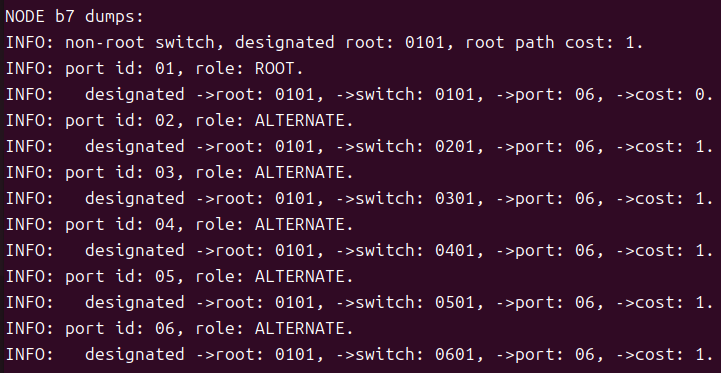 NODE b7 dumps:
INFO: non-root switch, designated root: 0101, root path cost: 1.
INFO: port id: 01, role: ROOT.
INFO:   designated ->root: 0101, ->switch: 0101, ->port: 06, ->cost: 0.
INFO: port id: 02, role: ALTERNATE.
INFO:   designated ->root: 0101, ->switch: 0201, ->port: 06, ->cost: 1.
INFO: port id: 03, role: ALTERNATE.
INFO:   designated ->root: 0101, ->switch: 0301, ->port: 06, ->cost: 1.
INFO: port id: 04, role: ALTERNATE.
INFO:   designated ->root: 0101, ->switch: 0401, ->port: 06, ->cost: 1.
INFO: port id: 05, role: ALTERNATE.
INFO:   designated ->root: 0101, ->switch: 0501, ->port: 06, ->cost: 1.
INFO: port id: 06, role: ALTERNATE.
INFO:   designated ->root: 0101, ->switch: 0601, ->port: 06, ->cost: 1.